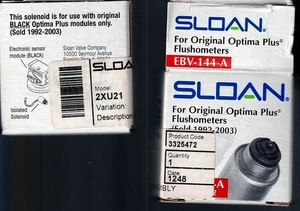 This solenoid is for use with original
BLACK Optima Plus modules only.
(Sold 1992-2003)
Electronic sensor
module (BLACK)
Sloan Valve Company
10500 Seymour Avenue
Isolated
Solenoid
Model
2XU21
Variation
Description
SLOAN
For Original Optima Plus®
Flushometers
EBV-144-A
SLOAN®
For Original Optima Plus®
Flushometers
(Sold 1992-2003)
Product Code
3325472
Quantity
1
Date
1248